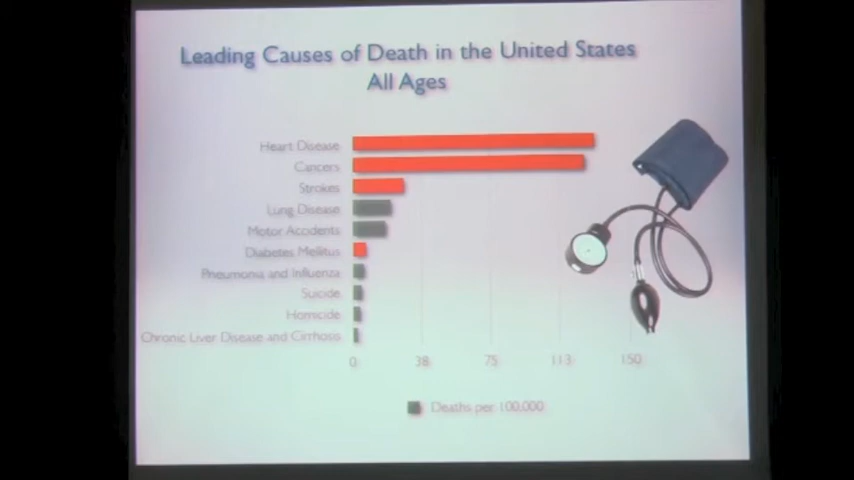 Leading Causes of Death in the United States
All Ages
Heart Disease
Cancers
Strokes
Lung Disease
Motor Accidents
Diabetes Mellitus
Pneumonia and Influenza
Suicide
Homicide
Chronic Liver Disease and Cirrhosis
0 38 75 113 150
Deaths per 100,000